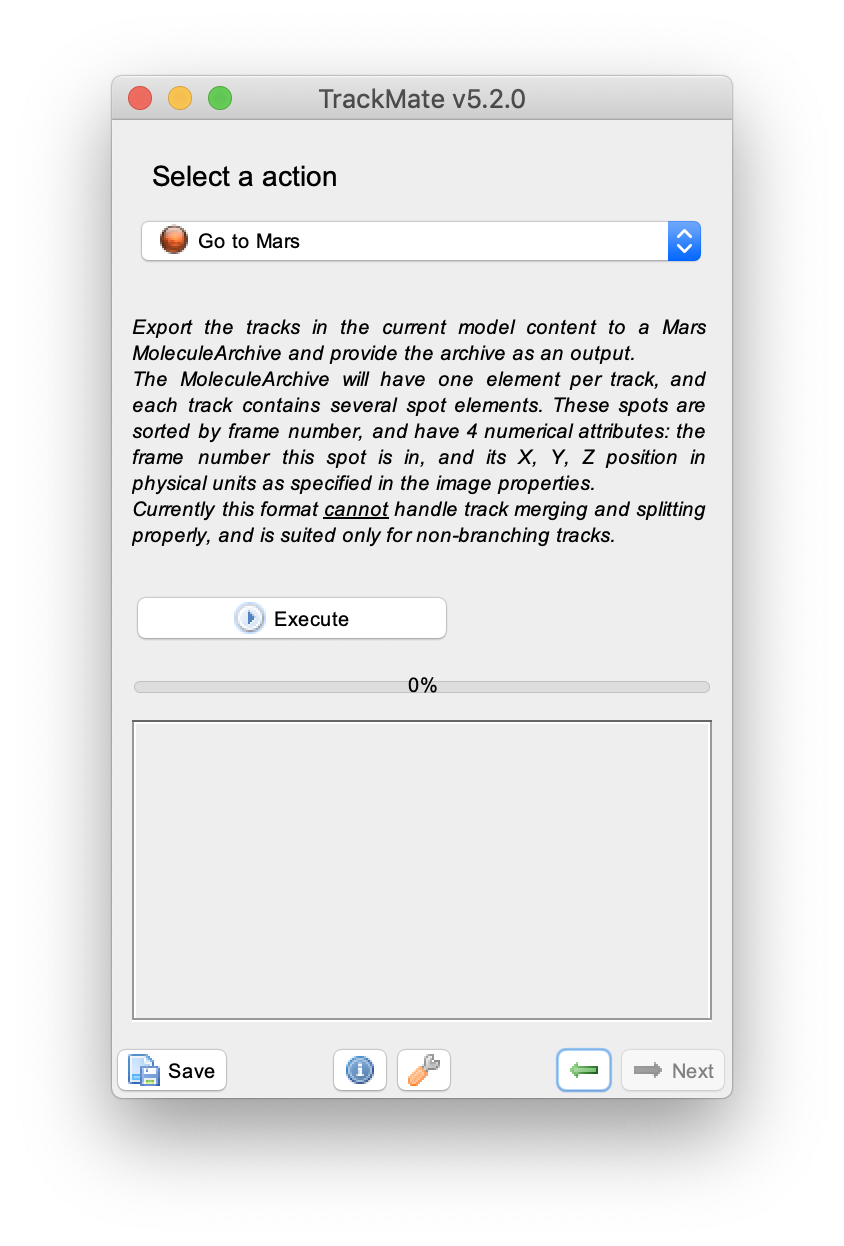 TrackMate v5.2.0
Select a action
Go to Mars
Export the tracks in the current model content to a Mars
MoleculeArchive and provide the archive as an output.
The MoleculeArchive will have one element per track, and
each track contains several spot elements. These spots are
sorted by frame number, and have 4 numerical attributes: the
frame number this spot is in, and its X, Y, Z position in
physical units as specified in the image properties.
Currently this format cannot handle track merging and splitting
properly, and is suited only for non-branching tracks.
Execute
0%
Save
Next